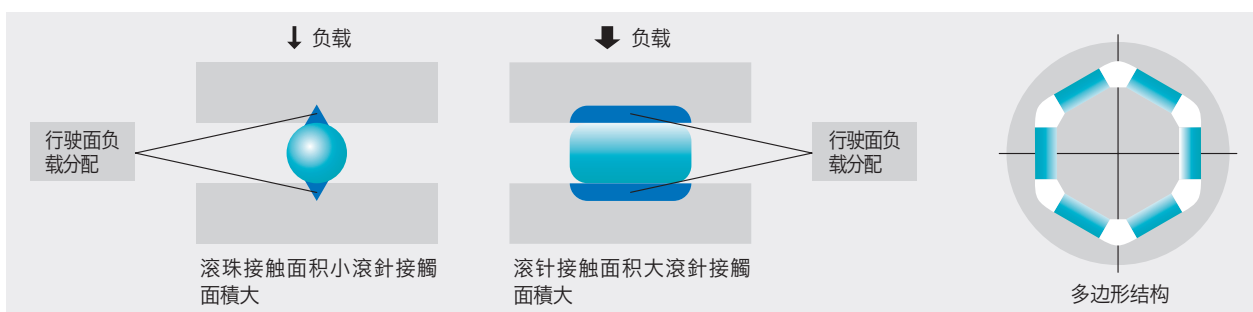 负载
负载
行驶面负
载分配
行驶面负
载分配
滚珠接触面积小滾針接觸
面積大
滚针接触面积大滾針接觸
面積大
多边形结构